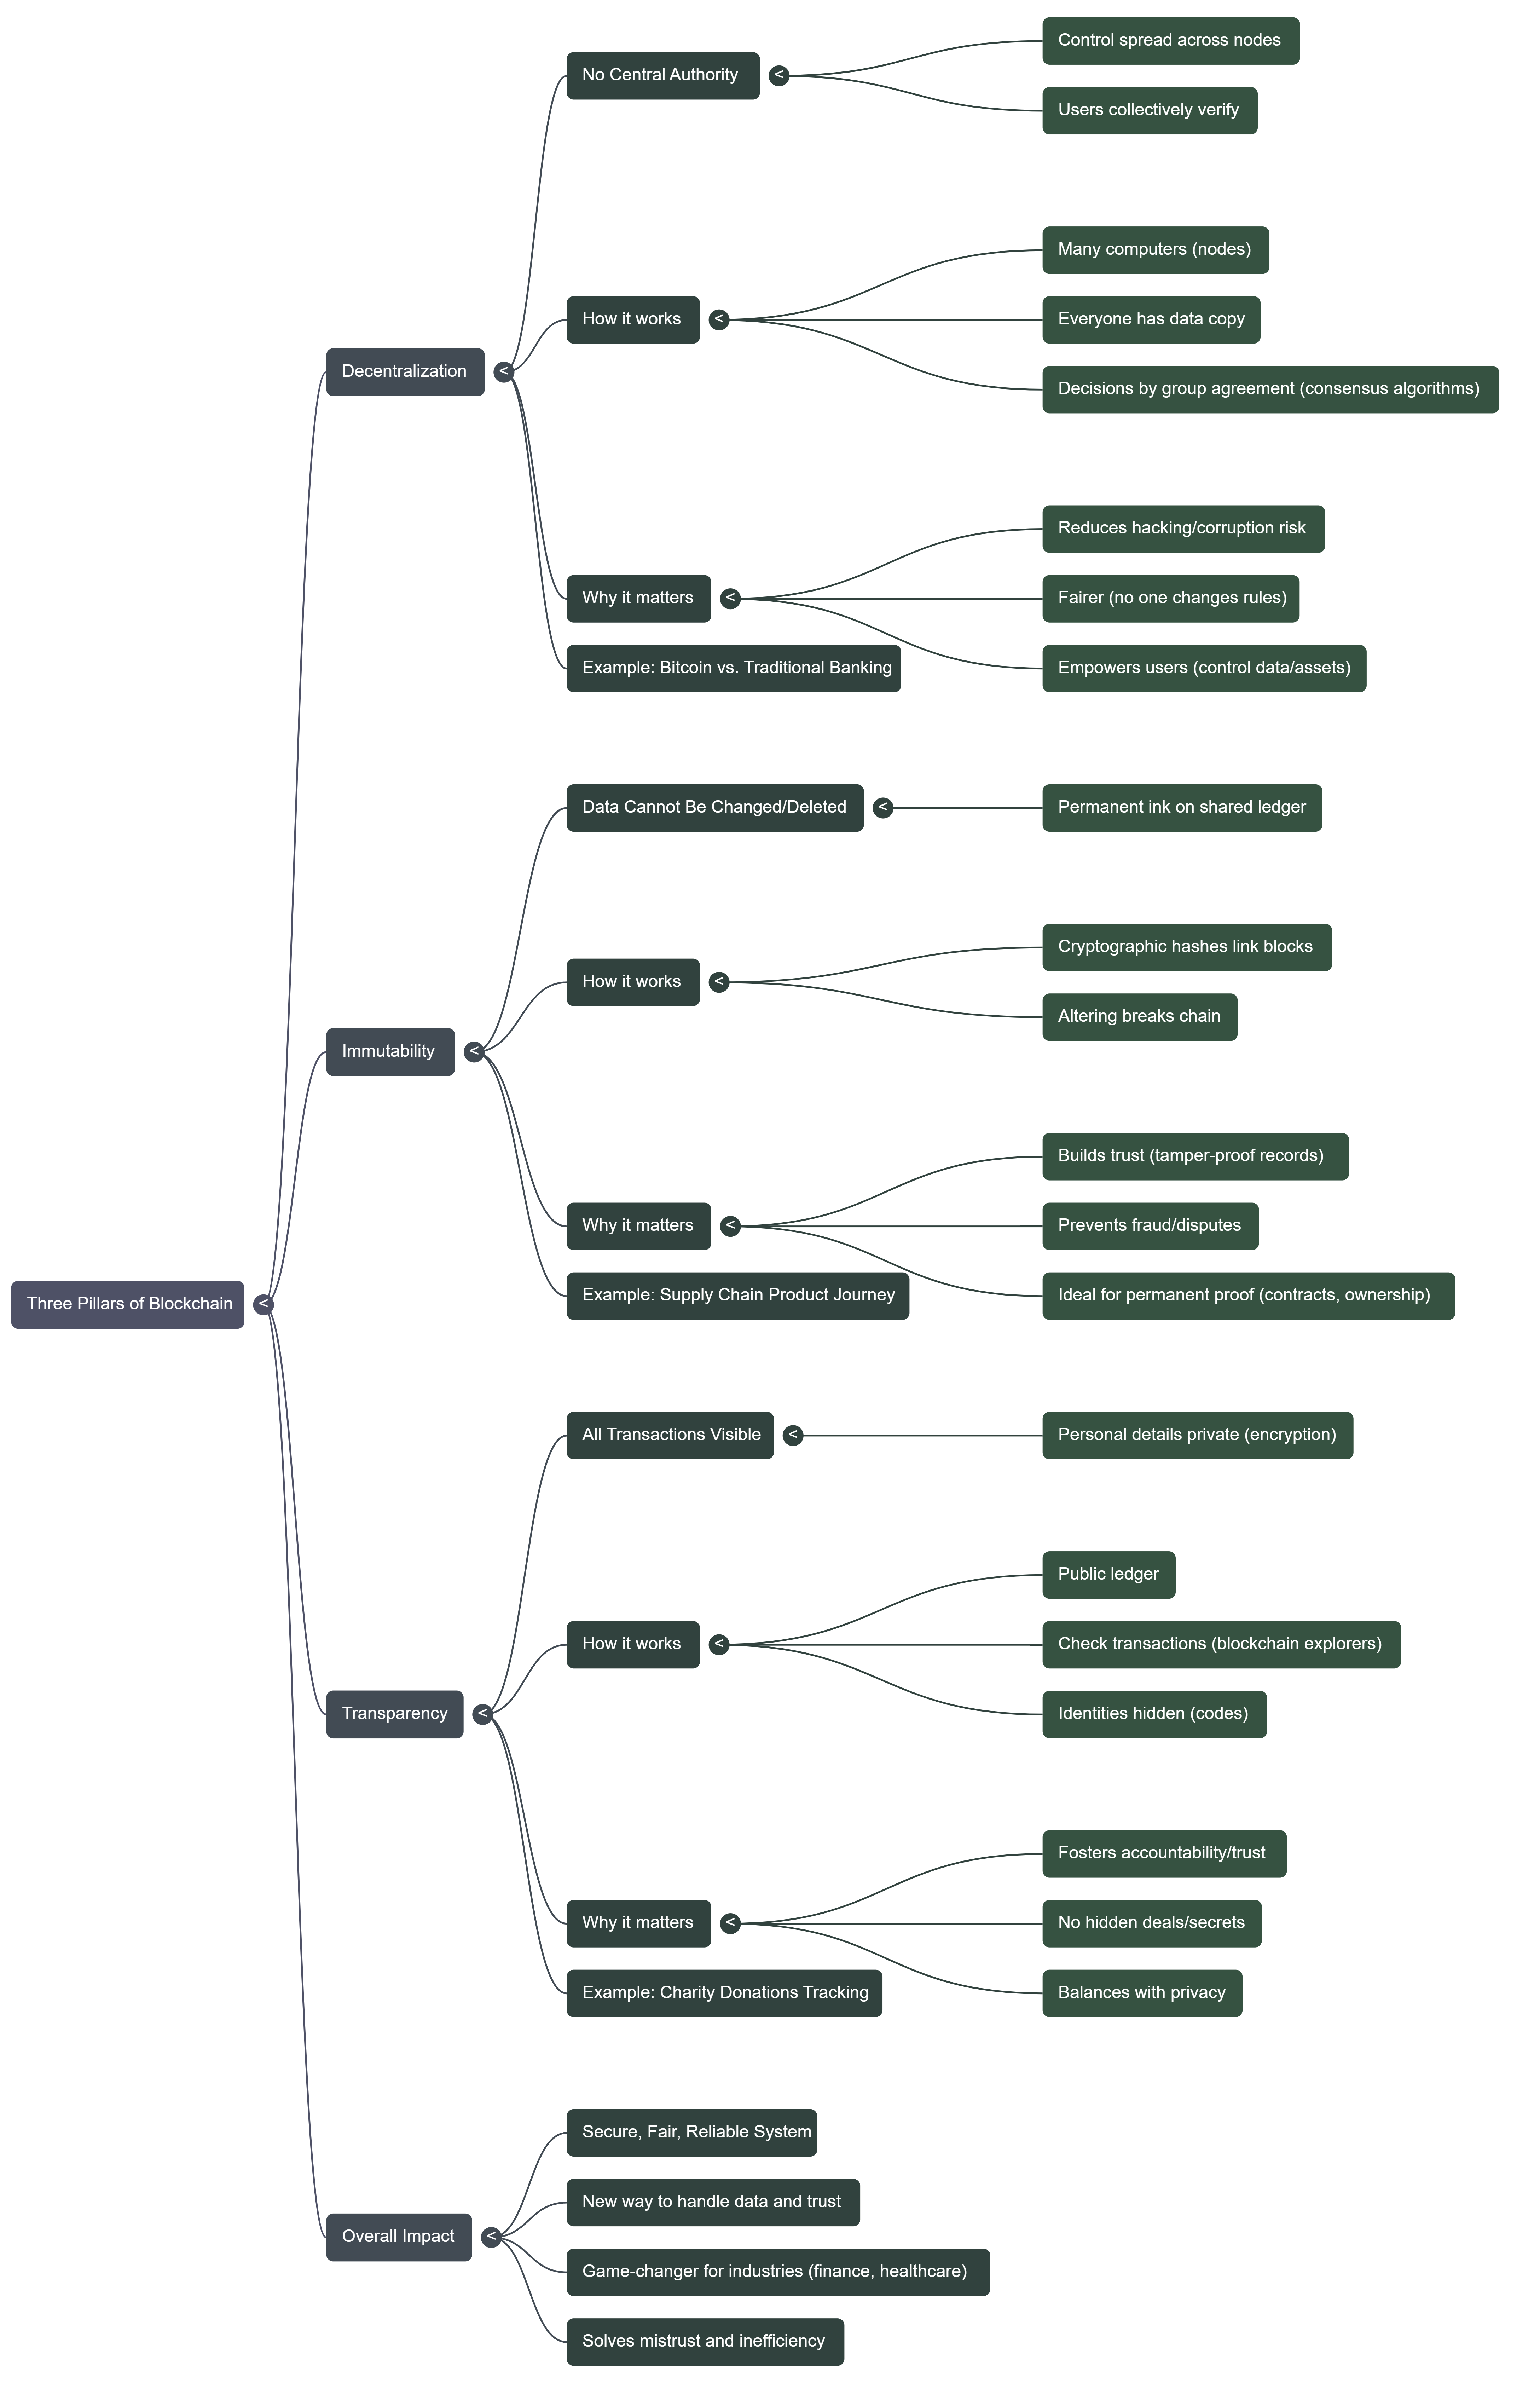 Three Pillars of Blockchain
<
Decentralization
<
No Central Authority
<
Control spread across nodes
Users collectively verify
How it works
<
Many computers (nodes)
Everyone has data copy
Decisions by group agreement (consensus algorithms)
Why it matters
<
Reduces hacking/corruption risk
Fairer (no one changes rules)
Empowers users (control data/assets)
Example: Bitcoin vs. Traditional Banking
Immutability
<
Data Cannot Be Changed/Deleted
<
Permanent ink on shared ledger
How it works
<
Cryptographic hashes link blocks
Altering breaks chain
Why it matters
<
Builds trust (tamper-proof records)
Prevents fraud/disputes
Ideal for permanent proof (contracts, ownership)
Example: Supply Chain Product Journey
Transparency
<
All Transactions Visible
<
Personal details private (encryption)
How it works
<
Public ledger
Check transactions (blockchain explorers)
Identities hidden (codes)
Why it matters
<
Fosters accountability/trust
No hidden deals/secrets
Balances with privacy
Example: Charity Donations Tracking
Overall Impact
<
Secure, Fair, Reliable System
New way to handle data and trust
Game-changer for industries (finance, healthcare)
Solves mistrust and inefficiency